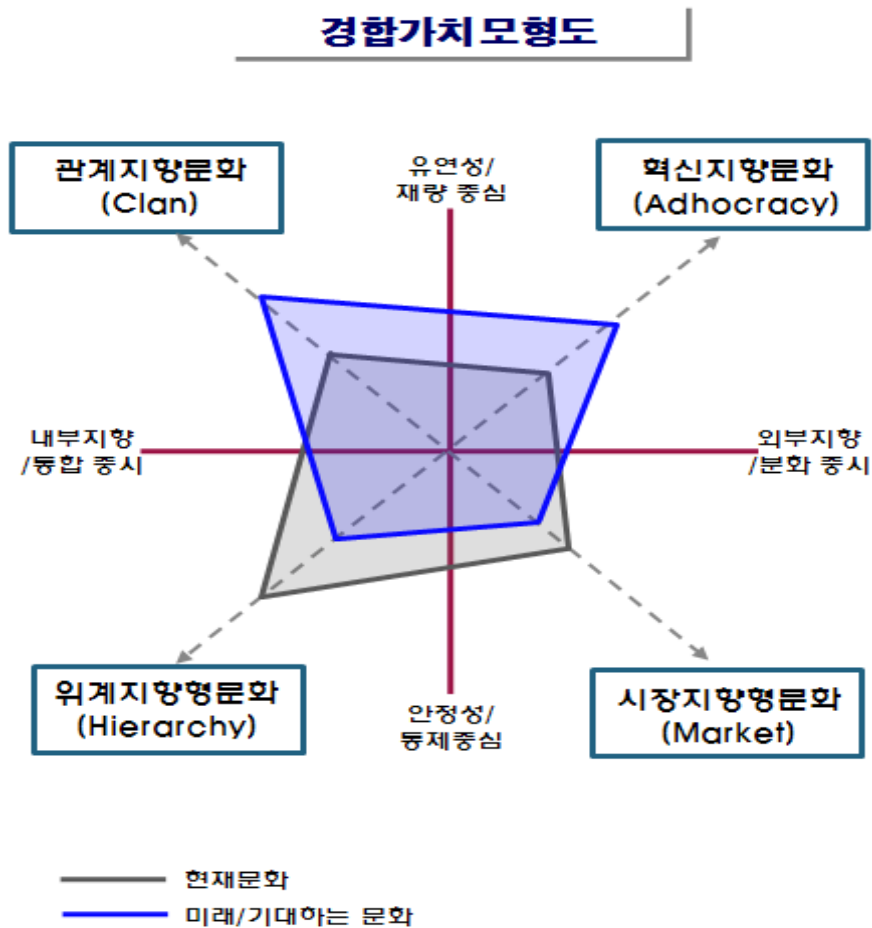 경합가치 모형도
관계지향문화
(Clan)
유연성/
재량 중심
혁신지향문화
(Adhocracy)
내부지향
/통합 중시
외부지향
/분화 중시
위계지향형문화
(Hierarchy)
안정성/
통제중심
시장지향형문화
(Market)
현재문화
미래/기대하는 문화